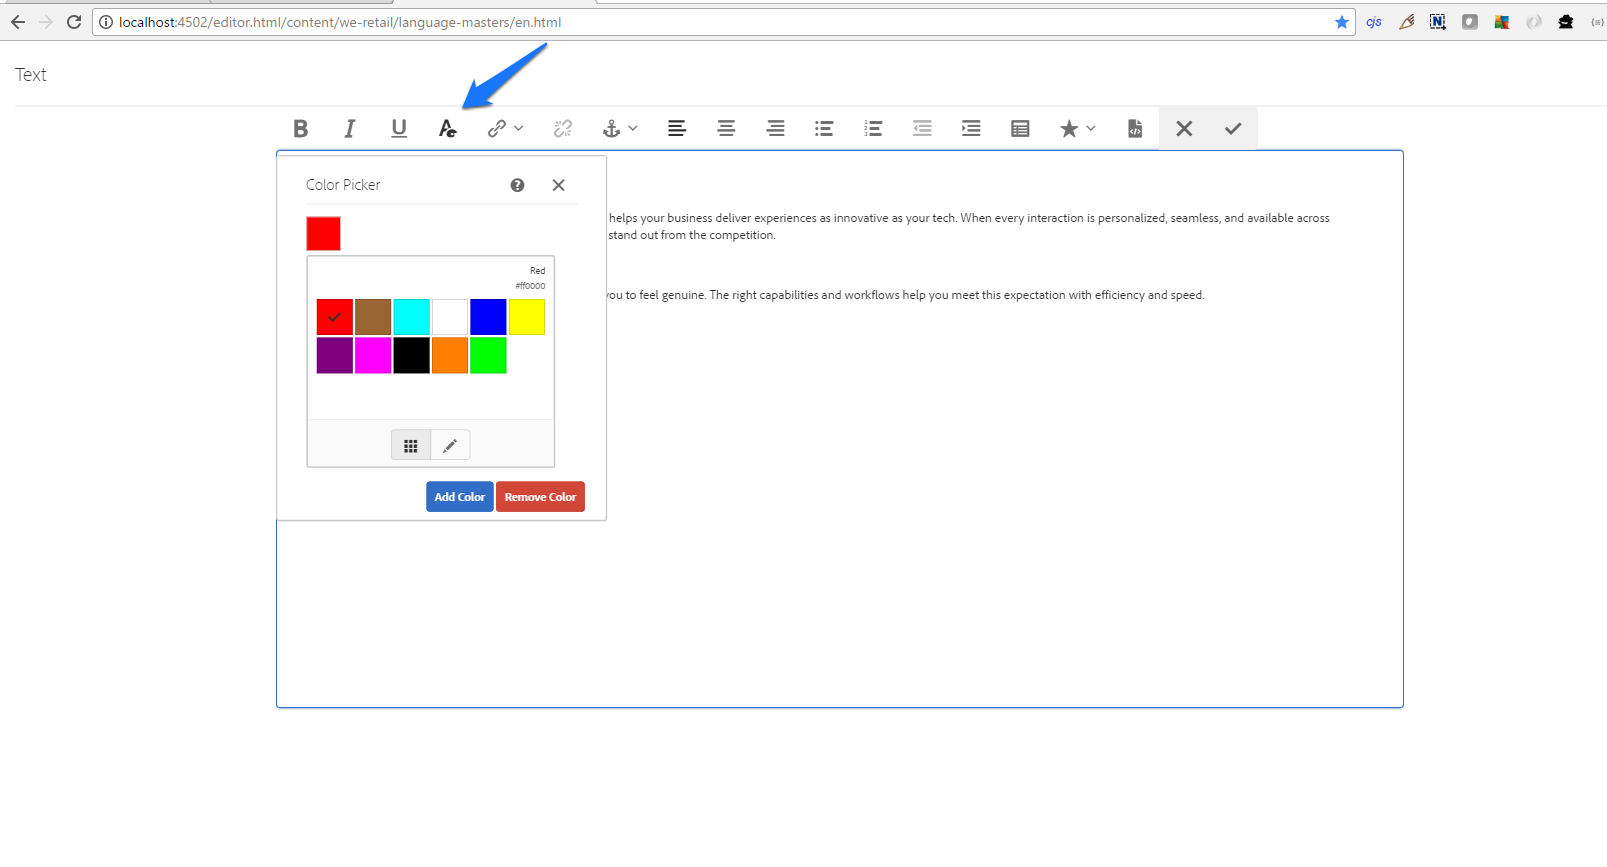 localhost:4502/editor.html/content/we-retail/language-masters/en.html
cjs
Text
B I U
Color Picker
helps your business deliver experiences as innovative as your tech. When every interaction is personalized, seamless, and available across
stand out from the competition.
Red
#ff0000
you to feel genuine. The right capabilities and workflows help you meet this expectation with efficiency and speed.
Add Color Remove Color